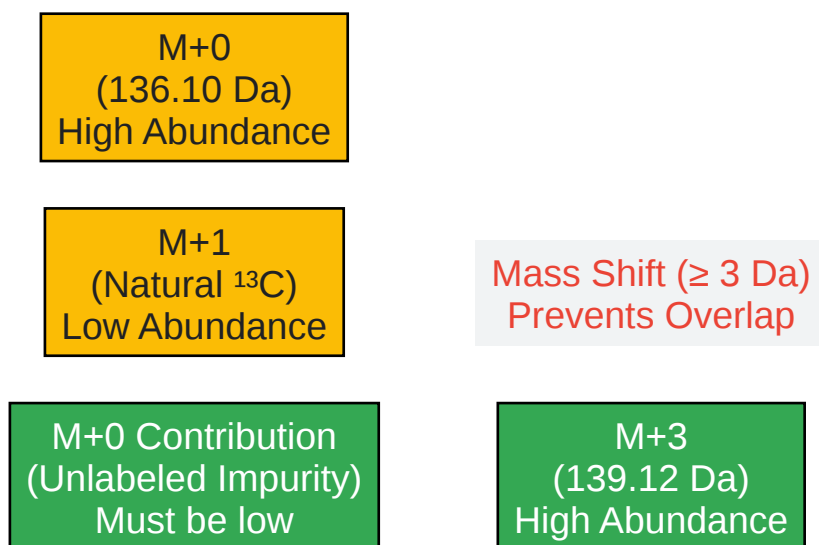 M+0
(136.10 Da)
High Abundance
M+1
(Natural ¹³C)
Low Abundance
Mass Shift (≥ 3 Da)
Prevents Overlap
M+0 Contribution
(Unlabeled Impurity)
Must be low
M+3
(139.12 Da)
High Abundance